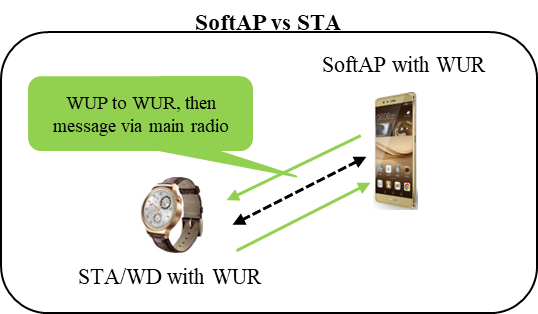 SoftAP vs STA
SoftAP with WUR
WUP to WUR, then
message via main radio
STA/WD with WUR